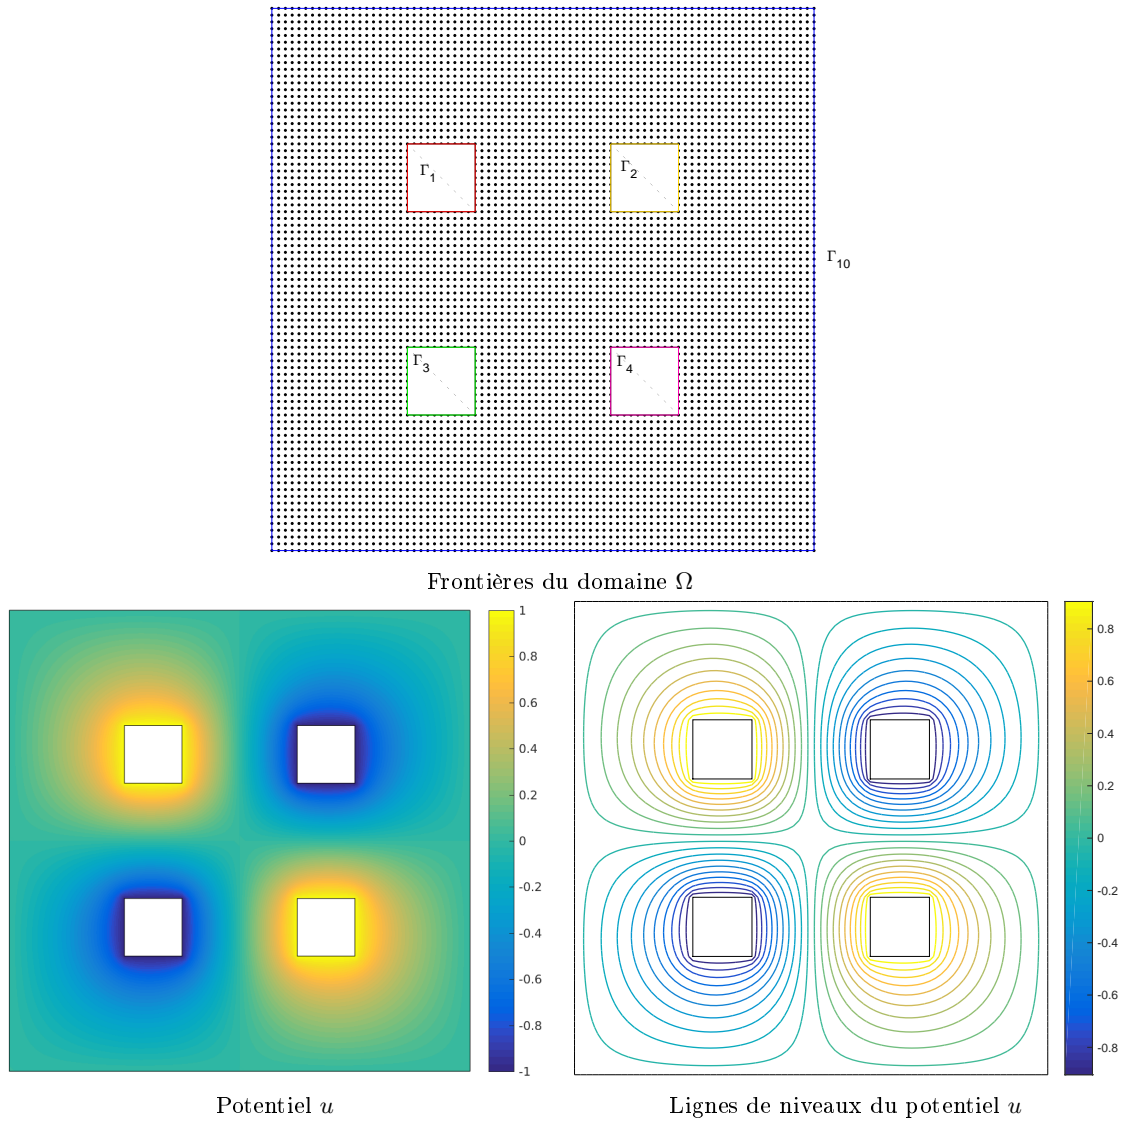 Γ1
Γ2
Γ10
Γ3
Γ4
Frontières du domaine Ω
1
0.8
0.6
0.4
0.2
0
-0.2
-0.4
-0.6
-0.8
-1
0.8
0.6
0.4
0.2
0
-0.2
-0.4
-0.6
-0.8
Potentiel u
Lignes de niveaux du potentiel u